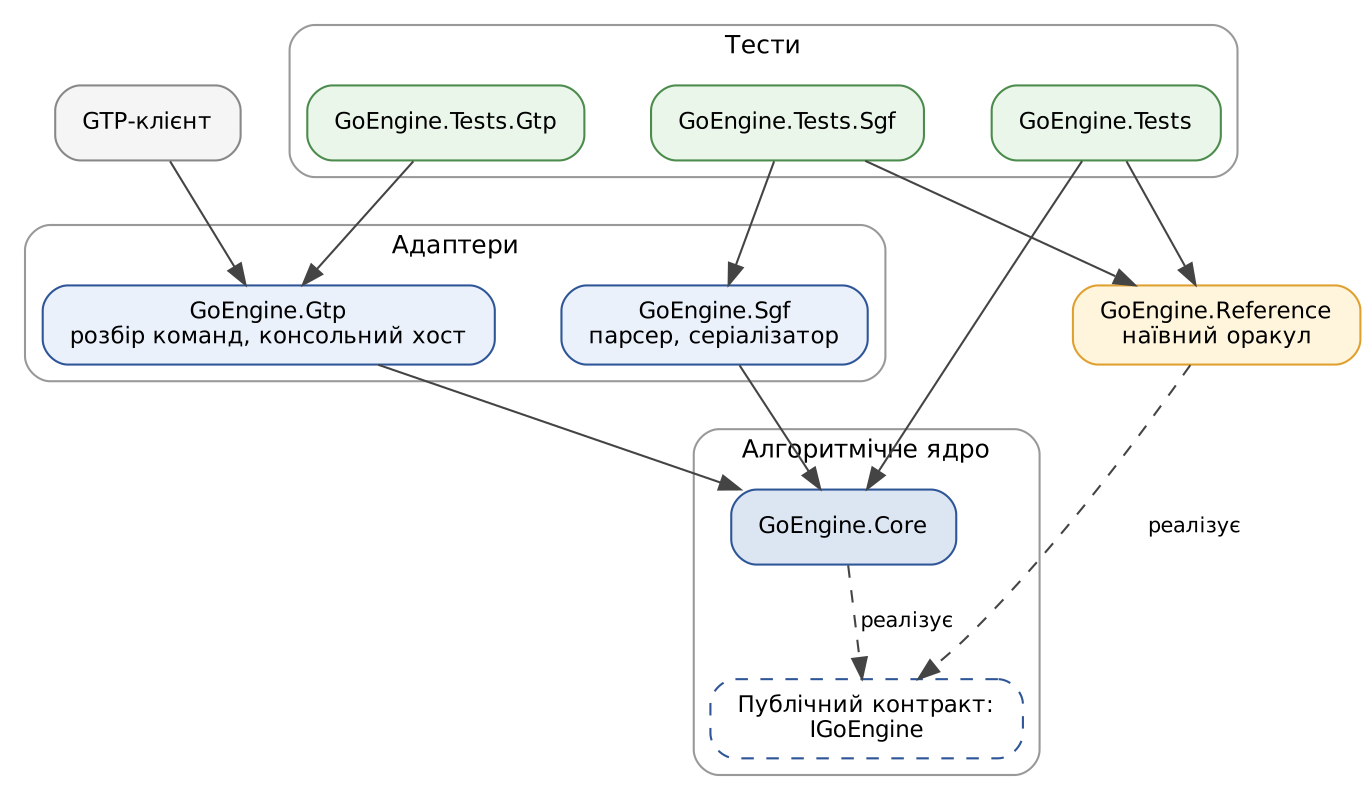 Тести
GTP-клієнт
GoEngine.Tests.Gtp
GoEngine.Tests.Sgf
GoEngine.Tests
Адаптери
GoEngine.Gtp
розбір команд, консольний хост
GoEngine.Sgf
парсер, серіалізатор
GoEngine.Reference
наївний оракул
Алгоритмічне ядро
GoEngine.Core
реалізує
реалізує
Публічний контракт:
IGoEngine